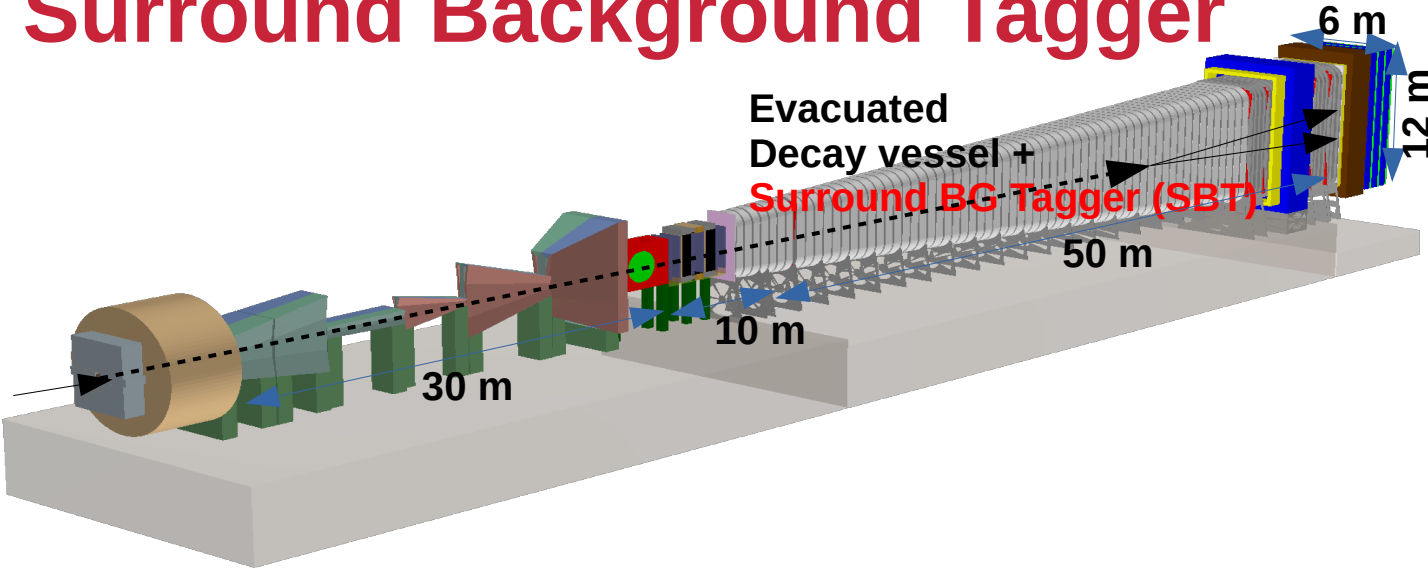 Surround Background Tagger
6 m
12 m
Evacuated
Decay vessel +
Surround BG Tagger (SBT)
50 m
10 m
30 m